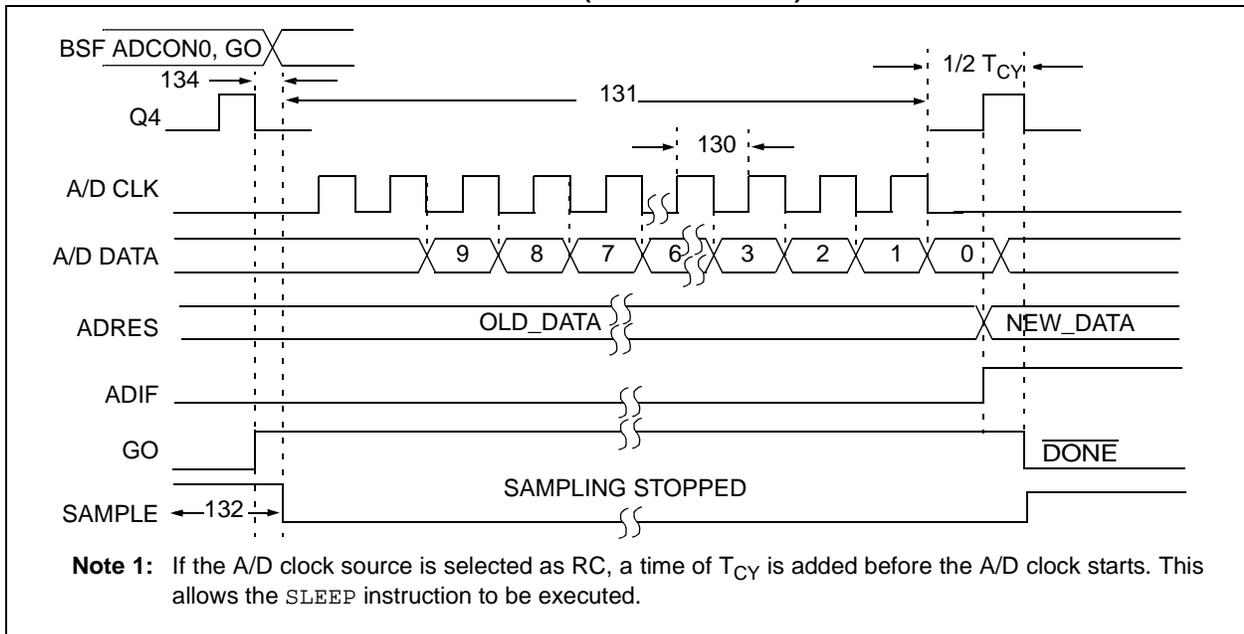 BSF ADCON0, GO
134
1/2 TCY
131
Q4
130
A/D CLK
A/D DATA 9 8 7 6 3 2 1 0
ADRES OLD_DATA NEW_DATA
ADIF
GO DONE
SAMPLING STOPPED
SAMPLE 132
Note 1: If the A/D clock source is selected as RC, a time of TCY is added before the A/D clock starts. This
allows the SLEEP instruction to be executed.